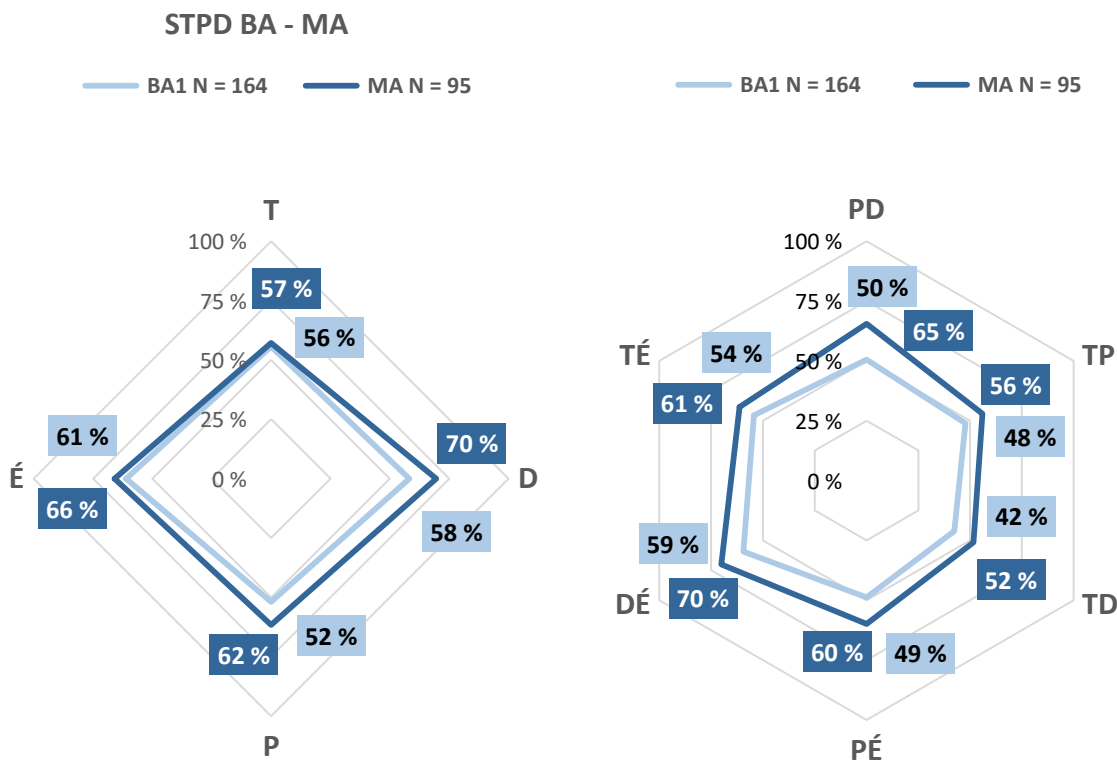 STPD BA - MA
BA1 N = 164
MA N = 95
T
100 %
75 %
50 %
25 %
0 %
57 %
56 %
61 %
66 %
70 %
58 %
52 %
62 %
É
D
P
BA1 N = 164
MA N = 95
PD
100 %
75 %
50 %
25 %
0 %
50 %
65 %
54 %
61 %
56 %
48 %
42 %
52 %
59 %
70 %
60 %
49 %
TÉ
TP
DÉ
TD
PÉ